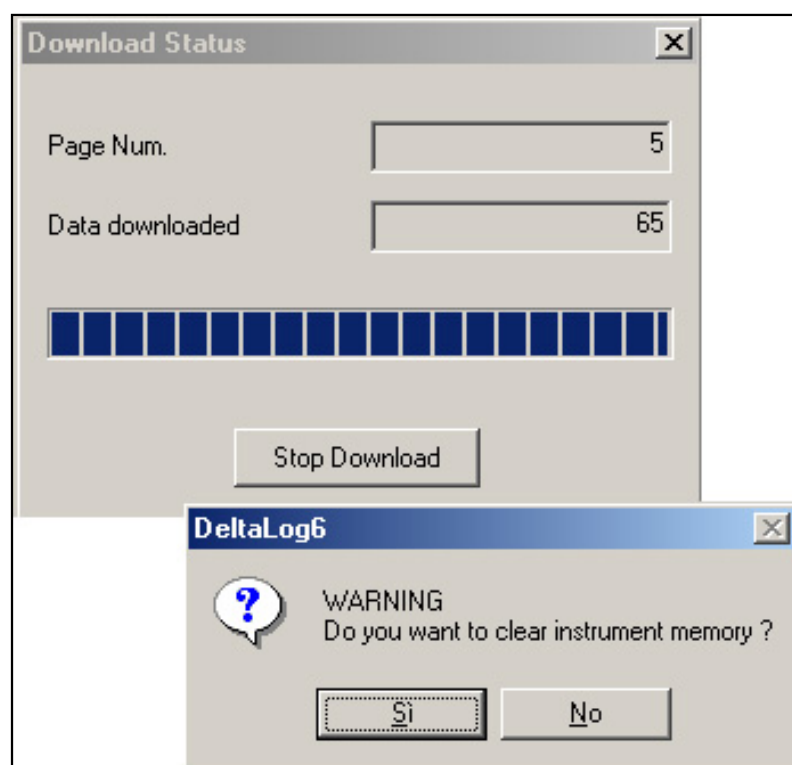 Download Status
Page Num. 5
Data downloaded 65
Stop Download
DeltaLog6
?
WARNING
Do you want to clear instrument memory ?
Sì No